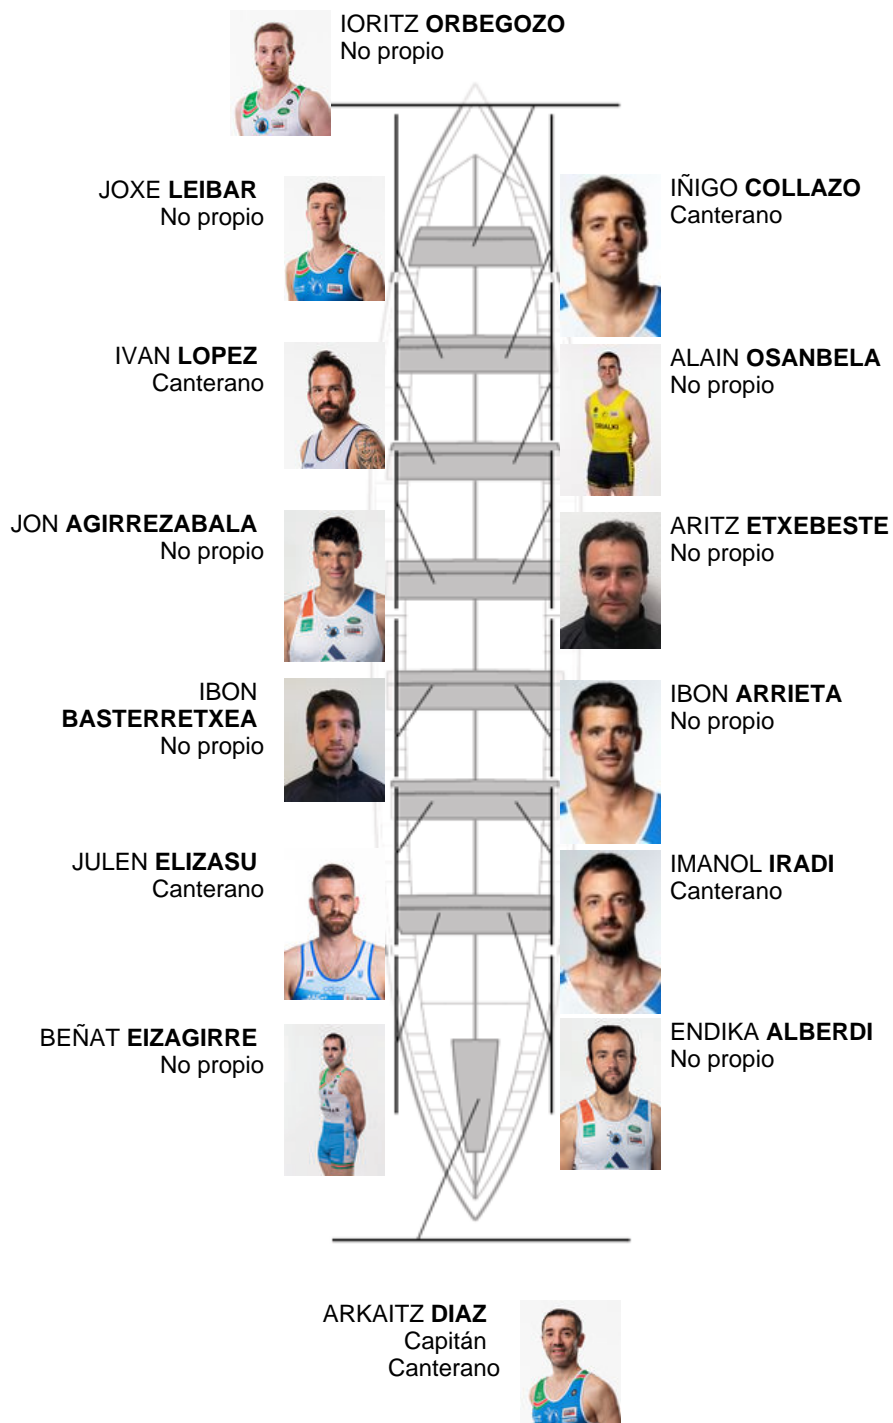 IORITZ ORBEGOZO
No propio
JOXE LEIBAR
No propio
IÑIGO COLLAZO
Canterano
IVAN LOPEZ
Canterano
ALAIN OSANBELA
No propio
JON AGIRREZABALA
No propio
ARITZ ETXEBESTE
No propio
IBON
BASTERRETXEA
No propio
IBON ARRIETA
No propio
JULEN ELIZASU
Canterano
IMANOL IRADI
Canterano
BEÑAT EIZAGIRRE
No propio
ENDIKA ALBERDI
No propio
ARKAITZ DIAZ
Capitán
Canterano